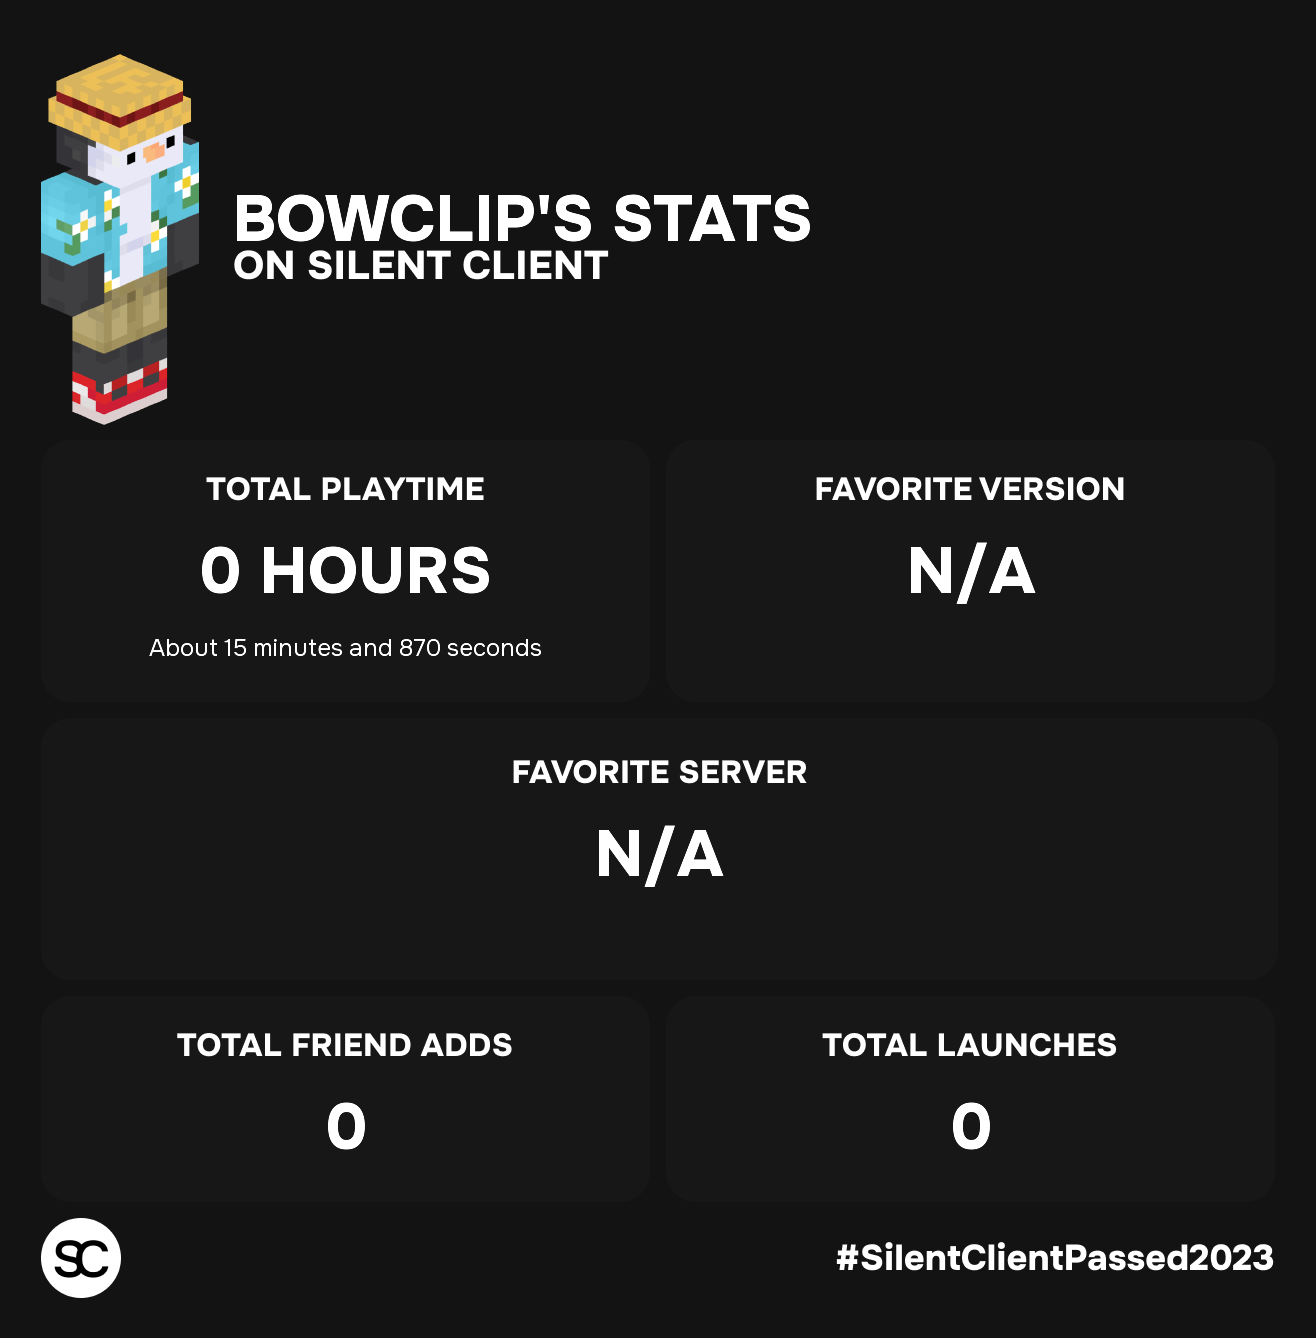 BOWCLIP'S STATS
ON SILENT CLIENT
TOTAL PLAYTIME
0 HOURS
About 15 minutes and 870 seconds
FAVORITE VERSION
N/A
FAVORITE SERVER
N/A
TOTAL FRIEND ADDS
0
TOTAL LAUNCHES
0
SC
#SilentClientPassed2023